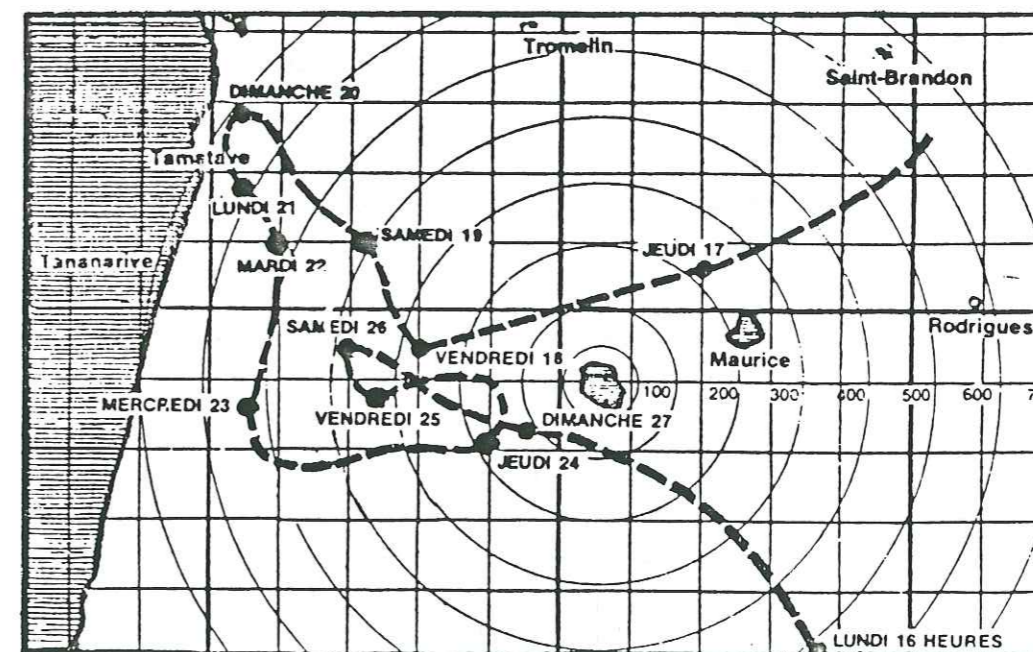 Tromelin
Saint-Brandon
DIMANCHE 20
Tamatave
LUNDI 21
SAMEDI 19
JEUDI 17
Tananarive
MARDI 22
SAMEDI 26
Rodrigues
VENDREDI 18
Maurice
MERCREDI 23
VENDREDI 25
DIMANCHE 27
100 200 300 400 500 600 7
JEUDI 24
LUNDI 16 HEURES